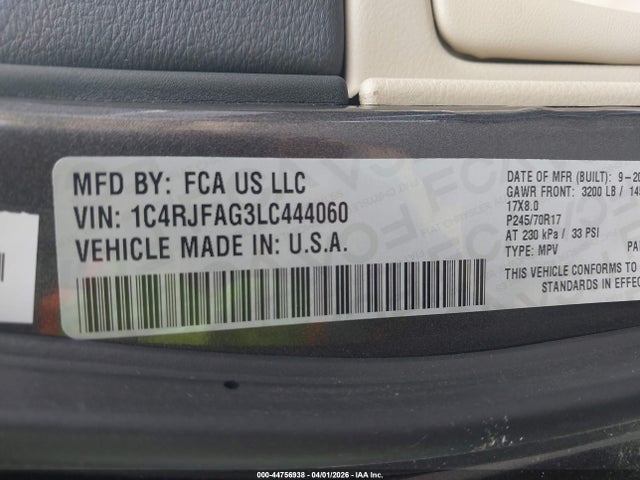 MFD BY: FCA US LLC
VIN: 1C4RJFAG3LC444060
VEHICLE MADE IN: U.S.A.
DATE OF MFR (BUILT): 9-20
GAWR FRONT: 3200 LB / 145
17X8.0
P245/70R17
AT 230 kPa / 33 PSI
TYPE: MPV PA
THIS VEHICLE CONFORMS TO
STANDARDS IN EFFEC
000-44756938 - 04/01/2026 - IAA Inc.